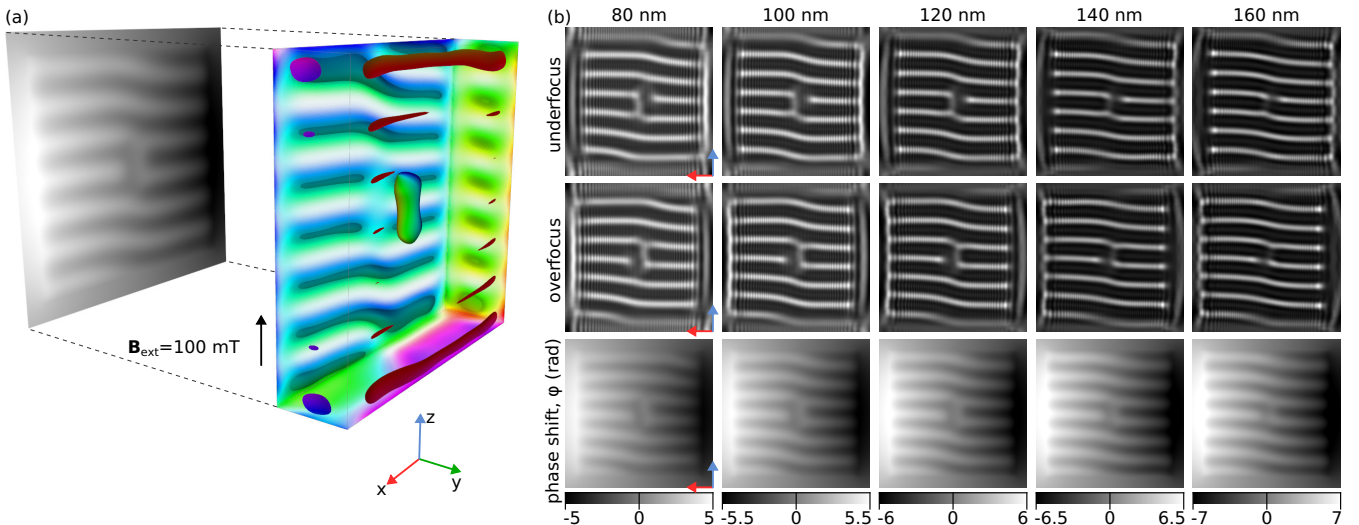 (a)
B_ext=100 mT
z
x
y
(b)
80 nm 100 nm 120 nm 140 nm 160 nm
underfocus
overfocus
phase shift, φ (rad)
-5 0 5 -5.5 0 5.5 -6 0 6 -6.5 0 6.5 -7 0 7